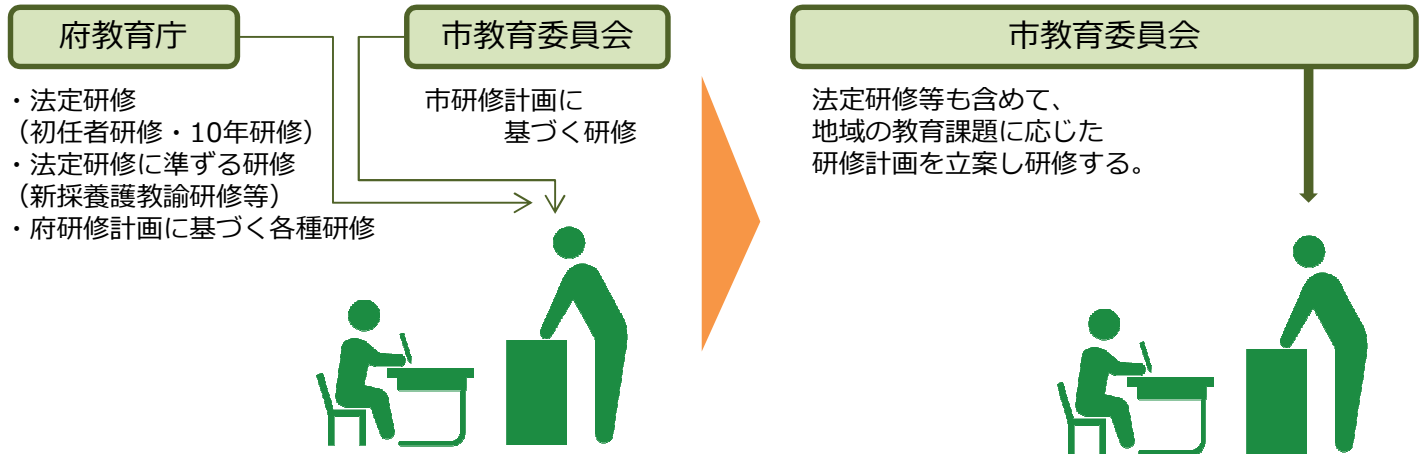 府教育庁
・法定研修
（初任者研修・10年研修）
・法定研修に準ずる研修
（新採養護教諭研修等）
・府研修計画に基づく各種研修
市教育委員会
市研修計画に
基づく研修
市教育委員会
法定研修等も含めて、
地域の教育課題に応じた
研修計画を立案し研修する。